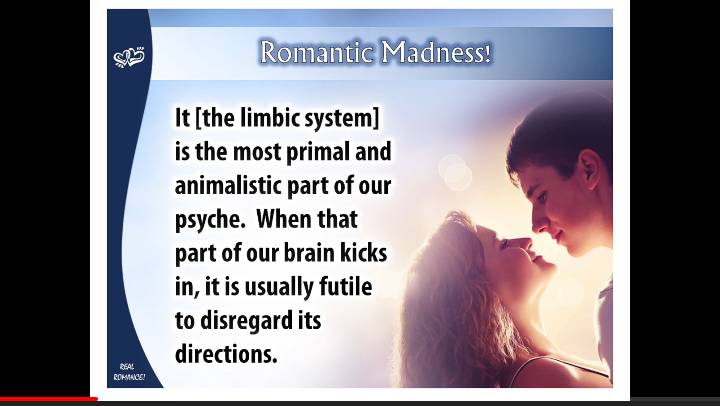 Romantic Madness!
It [the limbic system]
is the most primal and
animalistic part of our
psyche. When that
part of our brain kicks
in, it is usually futile
to disregard its
directions.
REAL
ROMANCE!